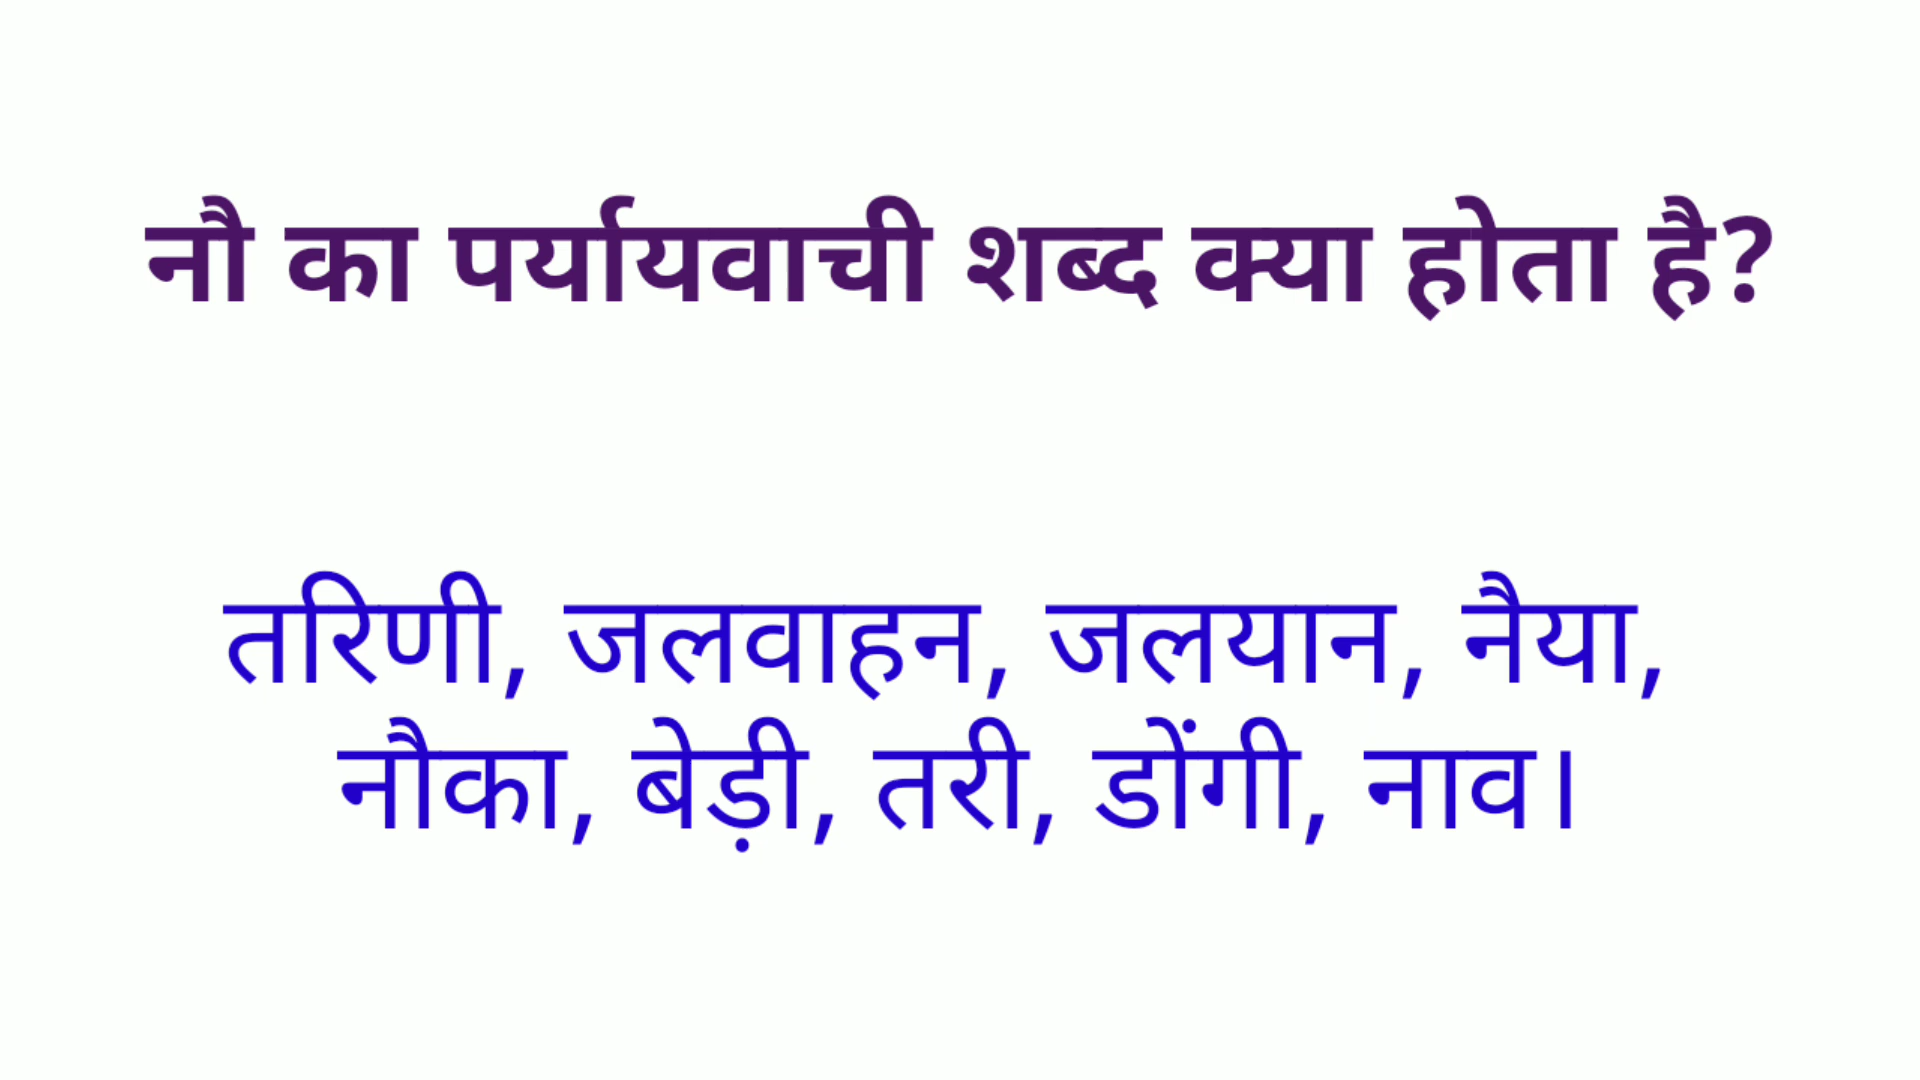 नौ का पर्यायवाची शब्द क्या होता है?
तरिणी, जलवाहन, जलयान, नैया,
नौका, बेड़ी, तरी, डोंगी, नाव।